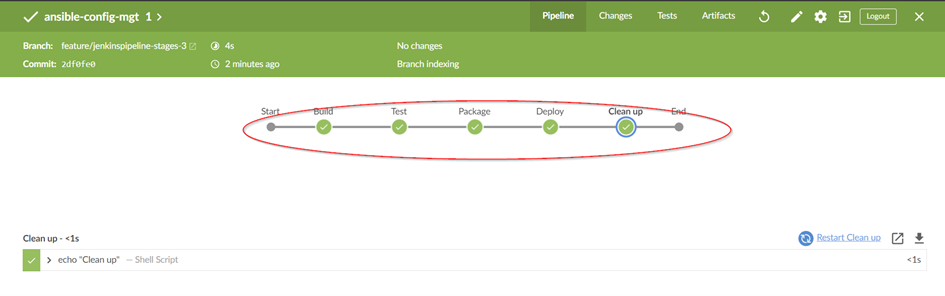 ansible-config-mgt 1
Pipeline Changes Tests Artifacts Logout
Branch: feature/jenkinspipeline-stages-3 4s No changes
Commit: 2df0fe0 2 minutes ago Branch indexing
Start Build Test Package Deploy Clean up End
Clean up - <1s Restart Clean up
echo "Clean up" — Shell Script <1s